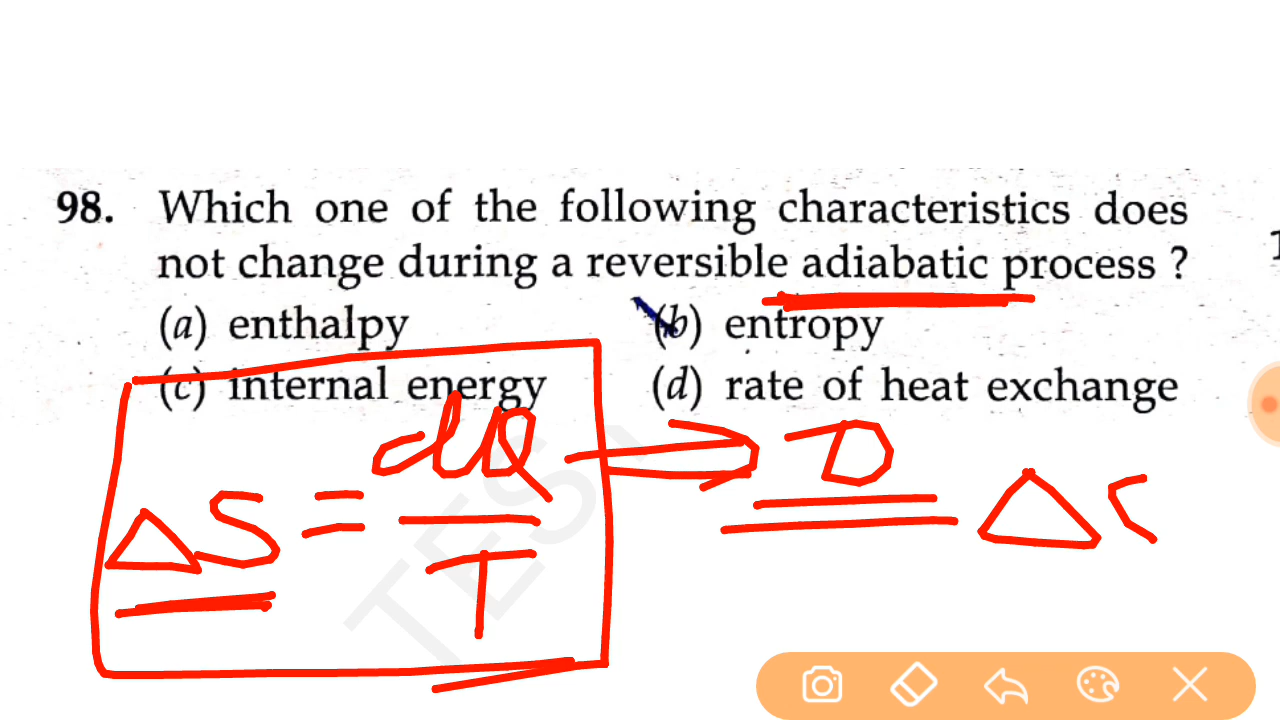 98. Which one of the following characteristics does
not change during a reversible adiabatic process ?
(a) enthalpy (b) entropy
(c) internal energy (d) rate of heat exchange
ΔS = dQ/T
Δ
TEST